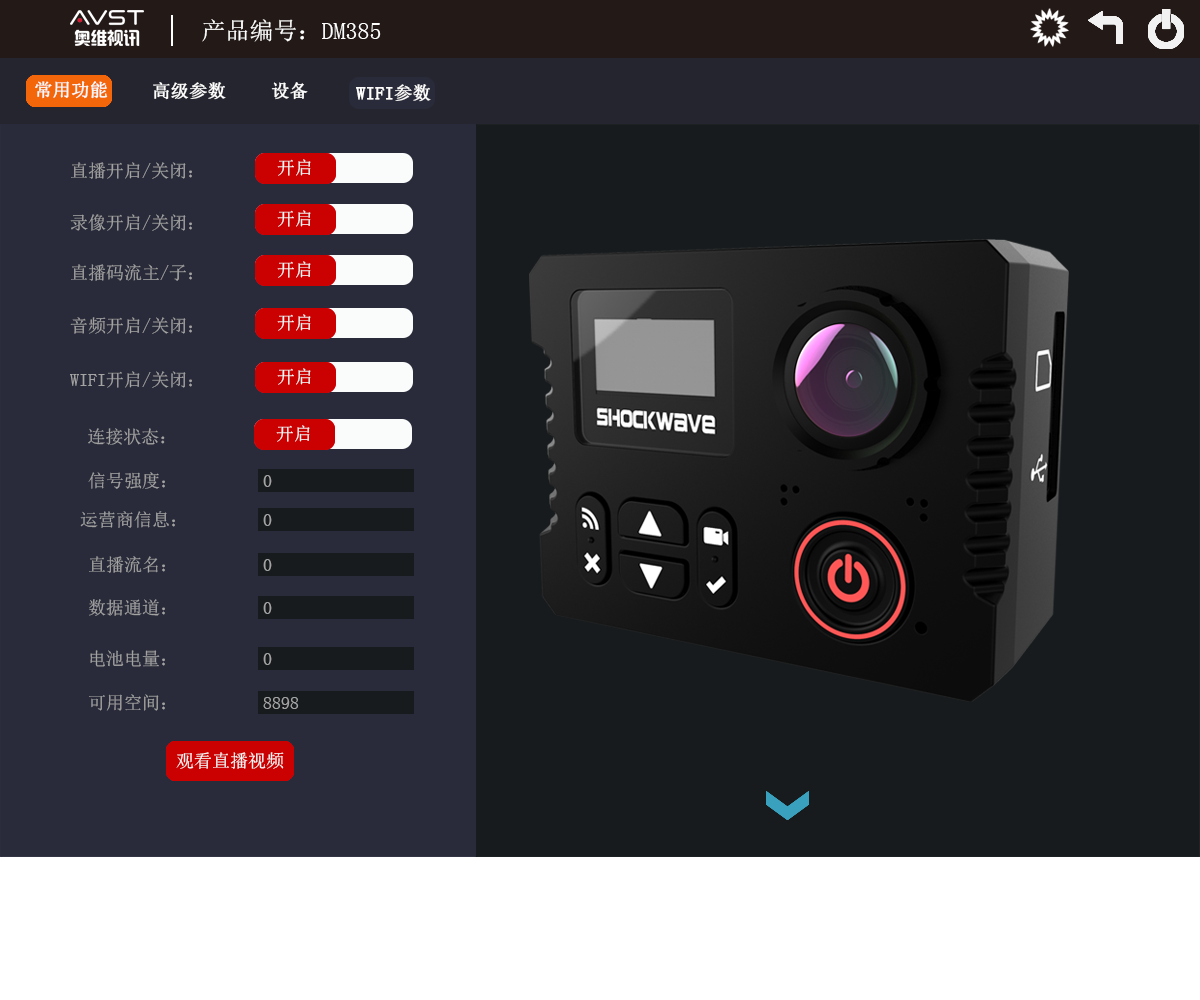 AVST
奥维视讯
产品编号：DM385
常用功能 高级参数 设备 WIFI参数
直播开启/关闭： 开启
录像开启/关闭： 开启
直播码流主/子： 开启
音频开启/关闭： 开启
WIFI开启/关闭： 开启
连接状态： 开启
信号强度： 0
运营商信息： 0
直播流名： 0
数据通道： 0
电池电量： 0
可用空间： 8898
观看直播视频
SHOCKWAVE